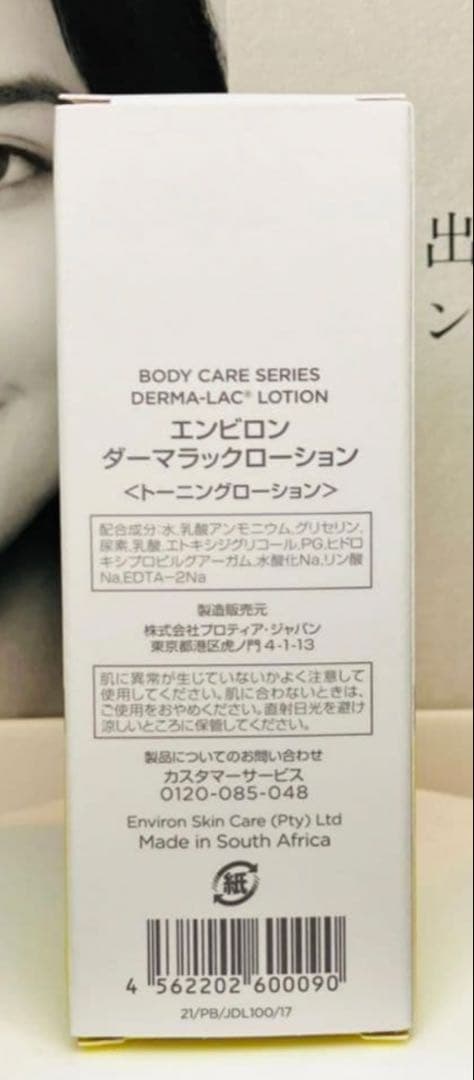 出
ン
BODY CARE SERIES
DERMA-LAC® LOTION
エンビロン
ダーマラックローション
<トーニングローション>
配合成分:水,乳酸アンモニウム,グリセリン,
尿素,乳酸,エトキシジグリコール,PG,ヒドロ
キシプロピルグアーガム,水酸化Na,リン酸
Na,EDTA-2Na
製造販売元
株式会社プロティア・ジャパン
東京都港区虎ノ門4-1-13
肌に異常が生じていないかよく注意して
使用してください。肌に合わないときは、
ご使用をおやめください。直射日光を避け
涼しいところに保管してください。
製品についてのお問い合わせ
カスタマーサービス
0120-085-048
Environ Skin Care (Pty) Ltd
Made in South Africa
紙
4 562202 600090
21/PB/JDL100/17